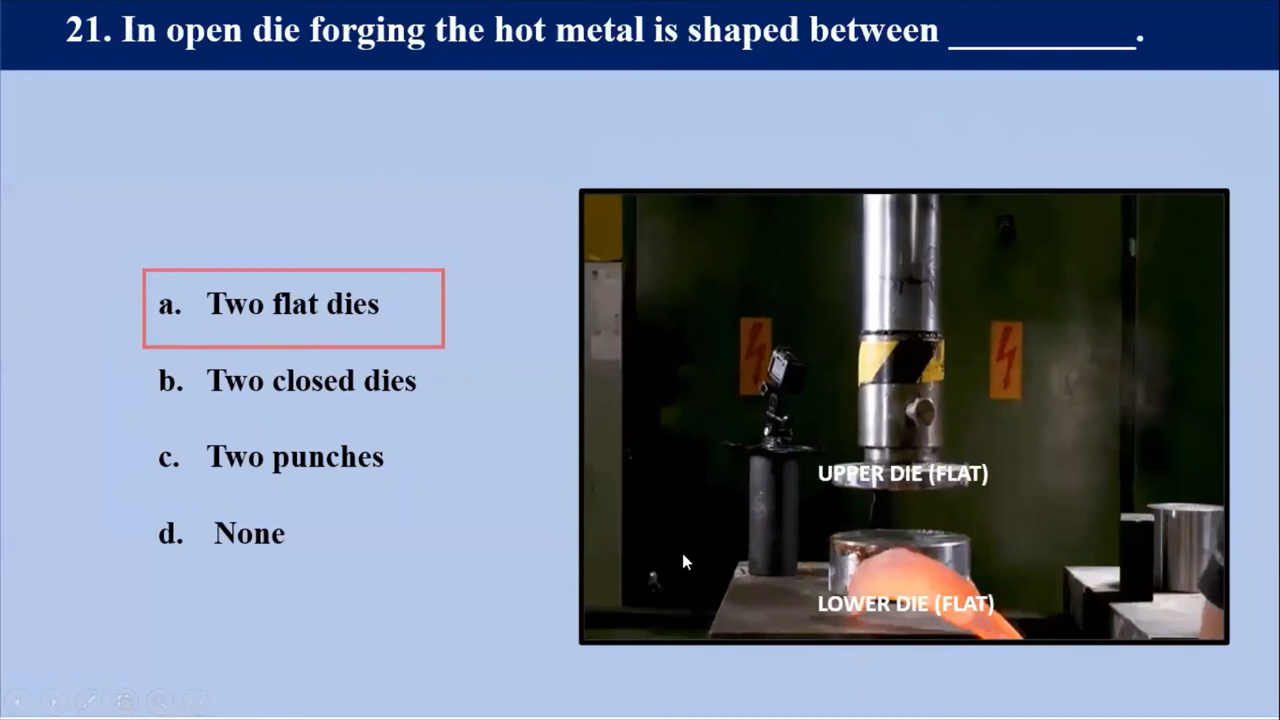 21. In open die forging the hot metal is shaped between ____________.
a. Two flat dies
b. Two closed dies
c. Two punches
d. None
UPPER DIE (FLAT)
LOWER DIE (FLAT)